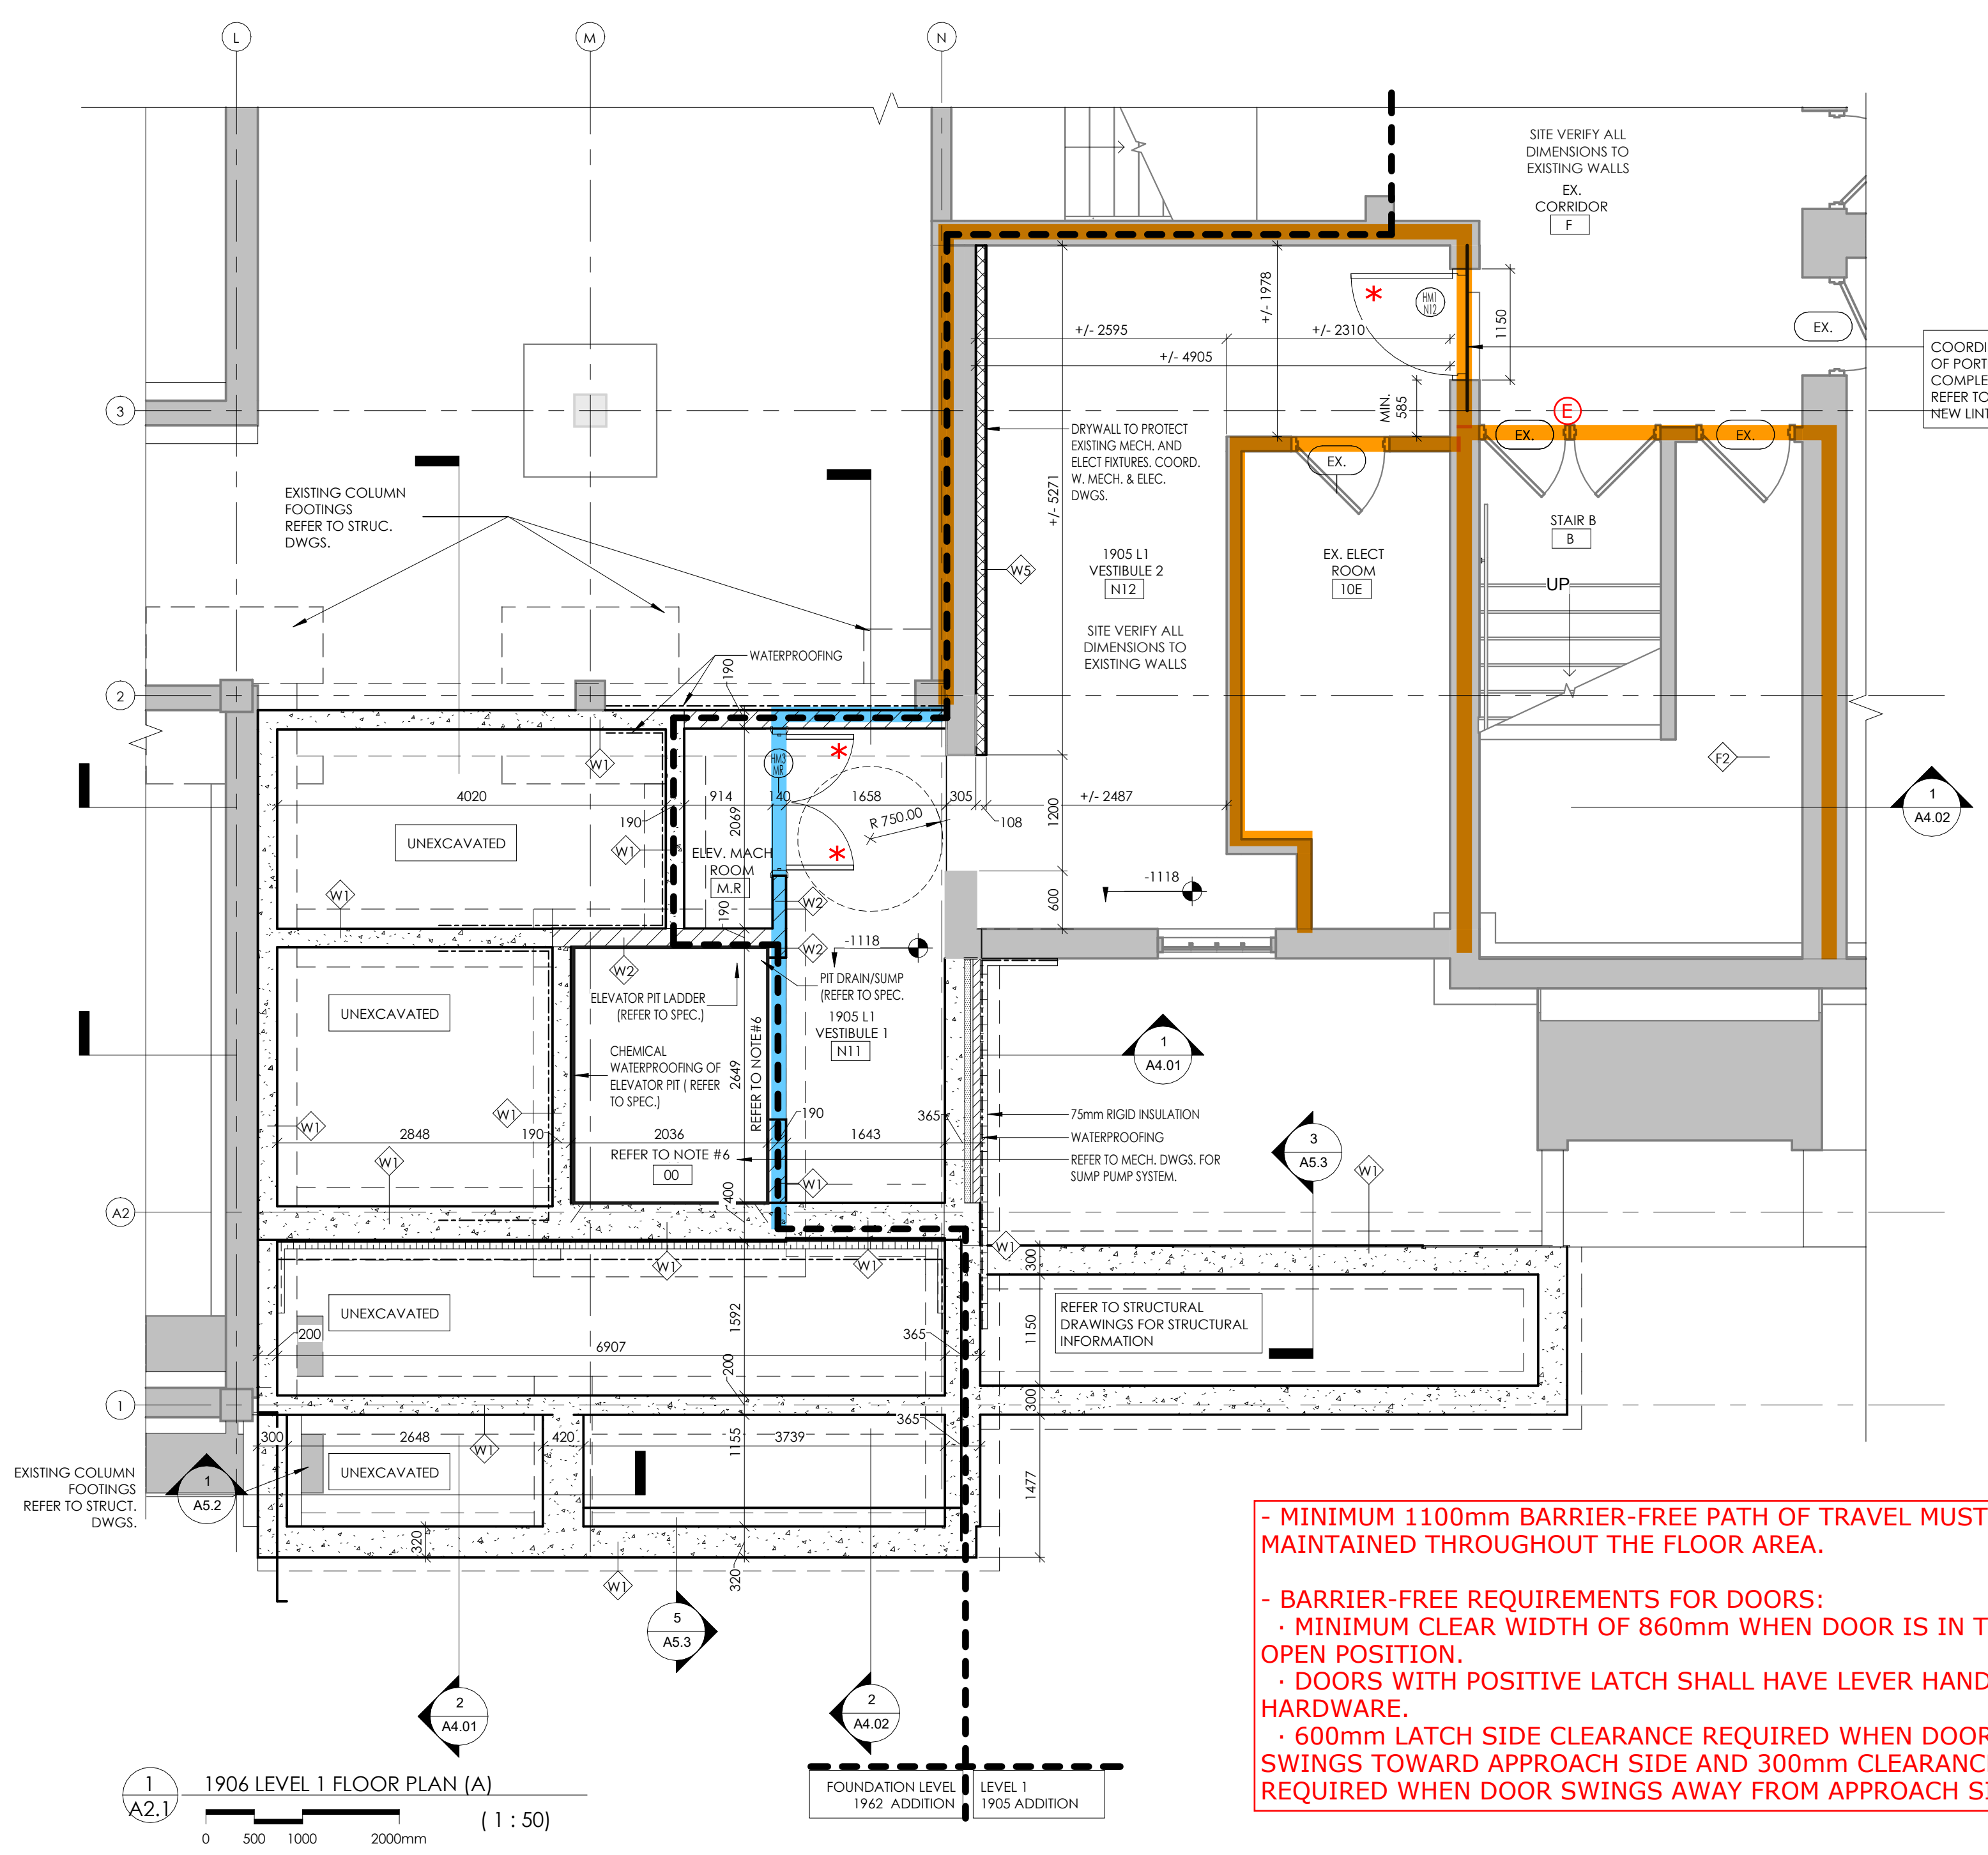 L
M
N
SITE VERIFY ALL
DIMENSIONS TO
EXISTING WALLS
EX.
CORRIDOR
F
+/- 1978
*
HM1
N12
1150
EX.
+/- 2595
+/- 2310
+/- 4905
COORDI
OF PORT
COMPLE
REFER TO
NEW LINT
3
MIN.
585
E
EX.
EX.
EX.
DRYWALL TO PROTECT
EXISTING MECH. AND
ELECT FIXTURES. COORD.
W. MECH. & ELEC.
DWGS.
+/- 5271
EXISTING COLUMN
FOOTINGS
REFER TO STRUC.
DWGS.
STAIR B
B
1905 L1
VESTIBULE 2
N12
W5
EX. ELECT
ROOM
10E
UP
SITE VERIFY ALL
DIMENSIONS TO
EXISTING WALLS
WATERPROOFING
190
2
W1
HM3
MR
*
F2
4020
914
140
1658
305
+/- 2487
108
1200
R 750.00
190
2069
1
A4.02
UNEXCAVATED
W1
ELEV. MACH
ROOM
M.R
*
-1118
W1
190
W2
600
W2
-1118
W2
PIT DRAIN/SUMP
(REFER TO SPEC.
ELEVATOR PIT LADDER
(REFER TO SPEC.)
UNEXCAVATED
1905 L1
VESTIBULE 1
N11
REFER TO NOTE#6
CHEMICAL
WATERPROOFING OF
ELEVATOR PIT ( REFER
TO SPEC.)
2649
1
A4.01
W1
W1
190
365
75mm RIGID INSULATION
2848
190
2036
1643
WATERPROOFING
3
A5.3
W1
REFER TO NOTE #6
00
REFER TO MECH. DWGS. FOR
SUMP PUMP SYSTEM.
W1
W1
400
A2
W1
W1
W1
300
UNEXCAVATED
1592
200
6907
365
REFER TO STRUCTURAL
DRAWINGS FOR STRUCTURAL
INFORMATION
1150
200
1
300
365
300
2648
W1
420
1155
3739
UNEXCAVATED
1477
EXISTING COLUMN
FOOTINGS
REFER TO STRUCT.
DWGS.
1
A5.2
320
320
W1
5
A5.3
2
A4.01
2
A4.02
- MINIMUM 1100mm BARRIER-FREE PATH OF TRAVEL MUST
MAINTAINED THROUGHOUT THE FLOOR AREA.
- BARRIER-FREE REQUIREMENTS FOR DOORS:
· MINIMUM CLEAR WIDTH OF 860mm WHEN DOOR IS IN T
OPEN POSITION.
· DOORS WITH POSITIVE LATCH SHALL HAVE LEVER HAND
HARDWARE.
· 600mm LATCH SIDE CLEARANCE REQUIRED WHEN DOOR
SWINGS TOWARD APPROACH SIDE AND 300mm CLEARANC
REQUIRED WHEN DOOR SWINGS AWAY FROM APPROACH SI
1
A2.1
1906 LEVEL 1 FLOOR PLAN (A)
( 1 : 50)
0 500 1000 2000mm
FOUNDATION LEVEL
1962 ADDITION
LEVEL 1
1905 ADDITION